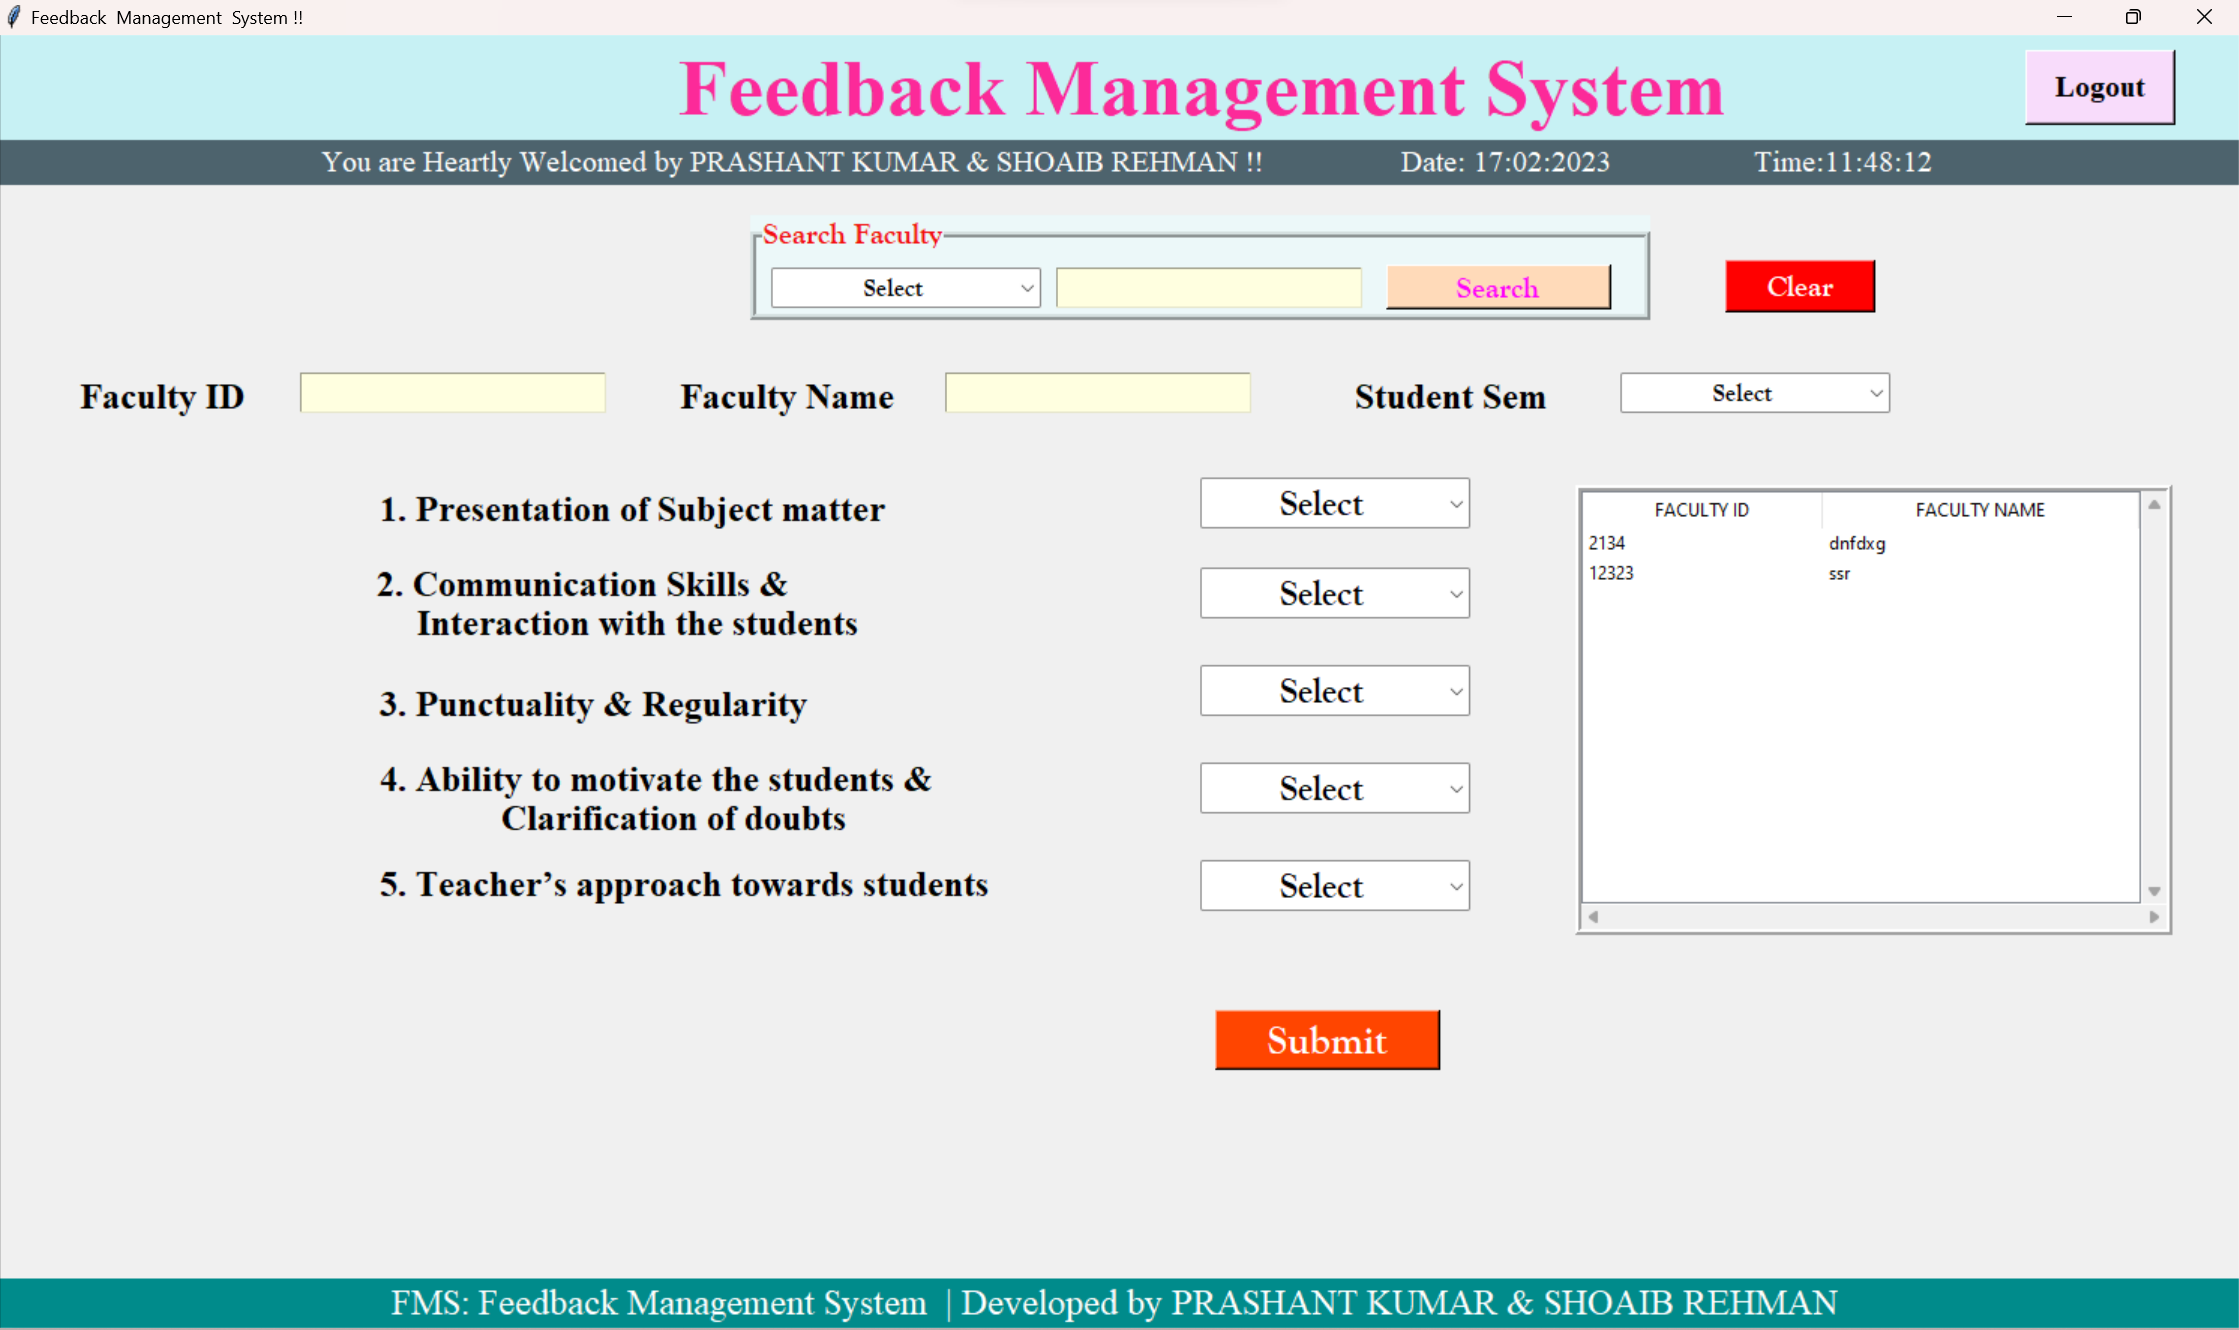 Feedback Management System !!
Feedback Management System
Logout
You are Heartly Welcomed by PRASHANT KUMAR & SHOAIB REHMAN !! Date: 17:02:2023 Time:11:48:12
Search Faculty
Select Search Clear
Faculty ID Faculty Name Student Sem Select
1. Presentation of Subject matter Select
2. Communication Skills &
Interaction with the students
Select
3. Punctuality & Regularity Select
4. Ability to motivate the students &
Clarification of doubts
Select
5. Teacher’s approach towards students Select
FACULTY ID FACULTY NAME
2134 dnfdxg
12323 ssr
Submit
FMS: Feedback Management System | Developed by PRASHANT KUMAR & SHOAIB REHMAN